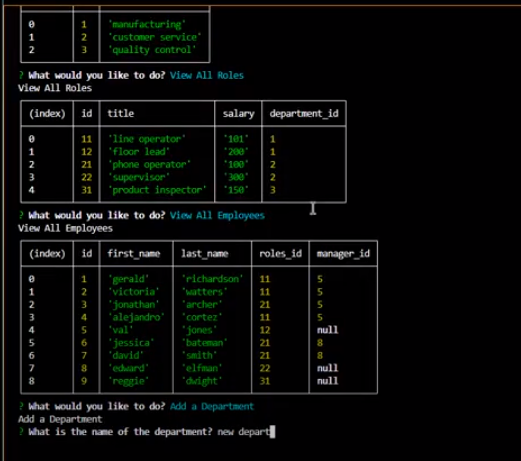 0 1 'manufacturing'
1 2 'customer service'
2 3 'quality control'
? What would you like to do? View All Roles
View All Roles
(index) id title salary department_id
0 11 'line operator' '101' 1
1 12 'floor lead' '200' 1
2 21 'phone operator' '100' 2
3 22 'supervisor' '300' 2
4 31 'product inspector' '150' 3
? What would you like to do? View All Employees
View All Employees
(index) id first_name last_name roles_id manager_id
0 1 'gerald' 'richardson' 11 5
1 2 'victoria' 'watters' 11 5
2 3 'jonathan' 'archer' 21 5
3 4 'alejandro' 'cortez' 11 5
4 5 'val' 'jones' 12 null
5 6 'jessica' 'bateman' 21 8
6 7 'david' 'smith' 21 8
7 8 'edward' 'elfman' 22 null
8 9 'reggie' 'dwight' 31 null
? What would you like to do? Add a Department
Add a Department
? What is the name of the department? new depart